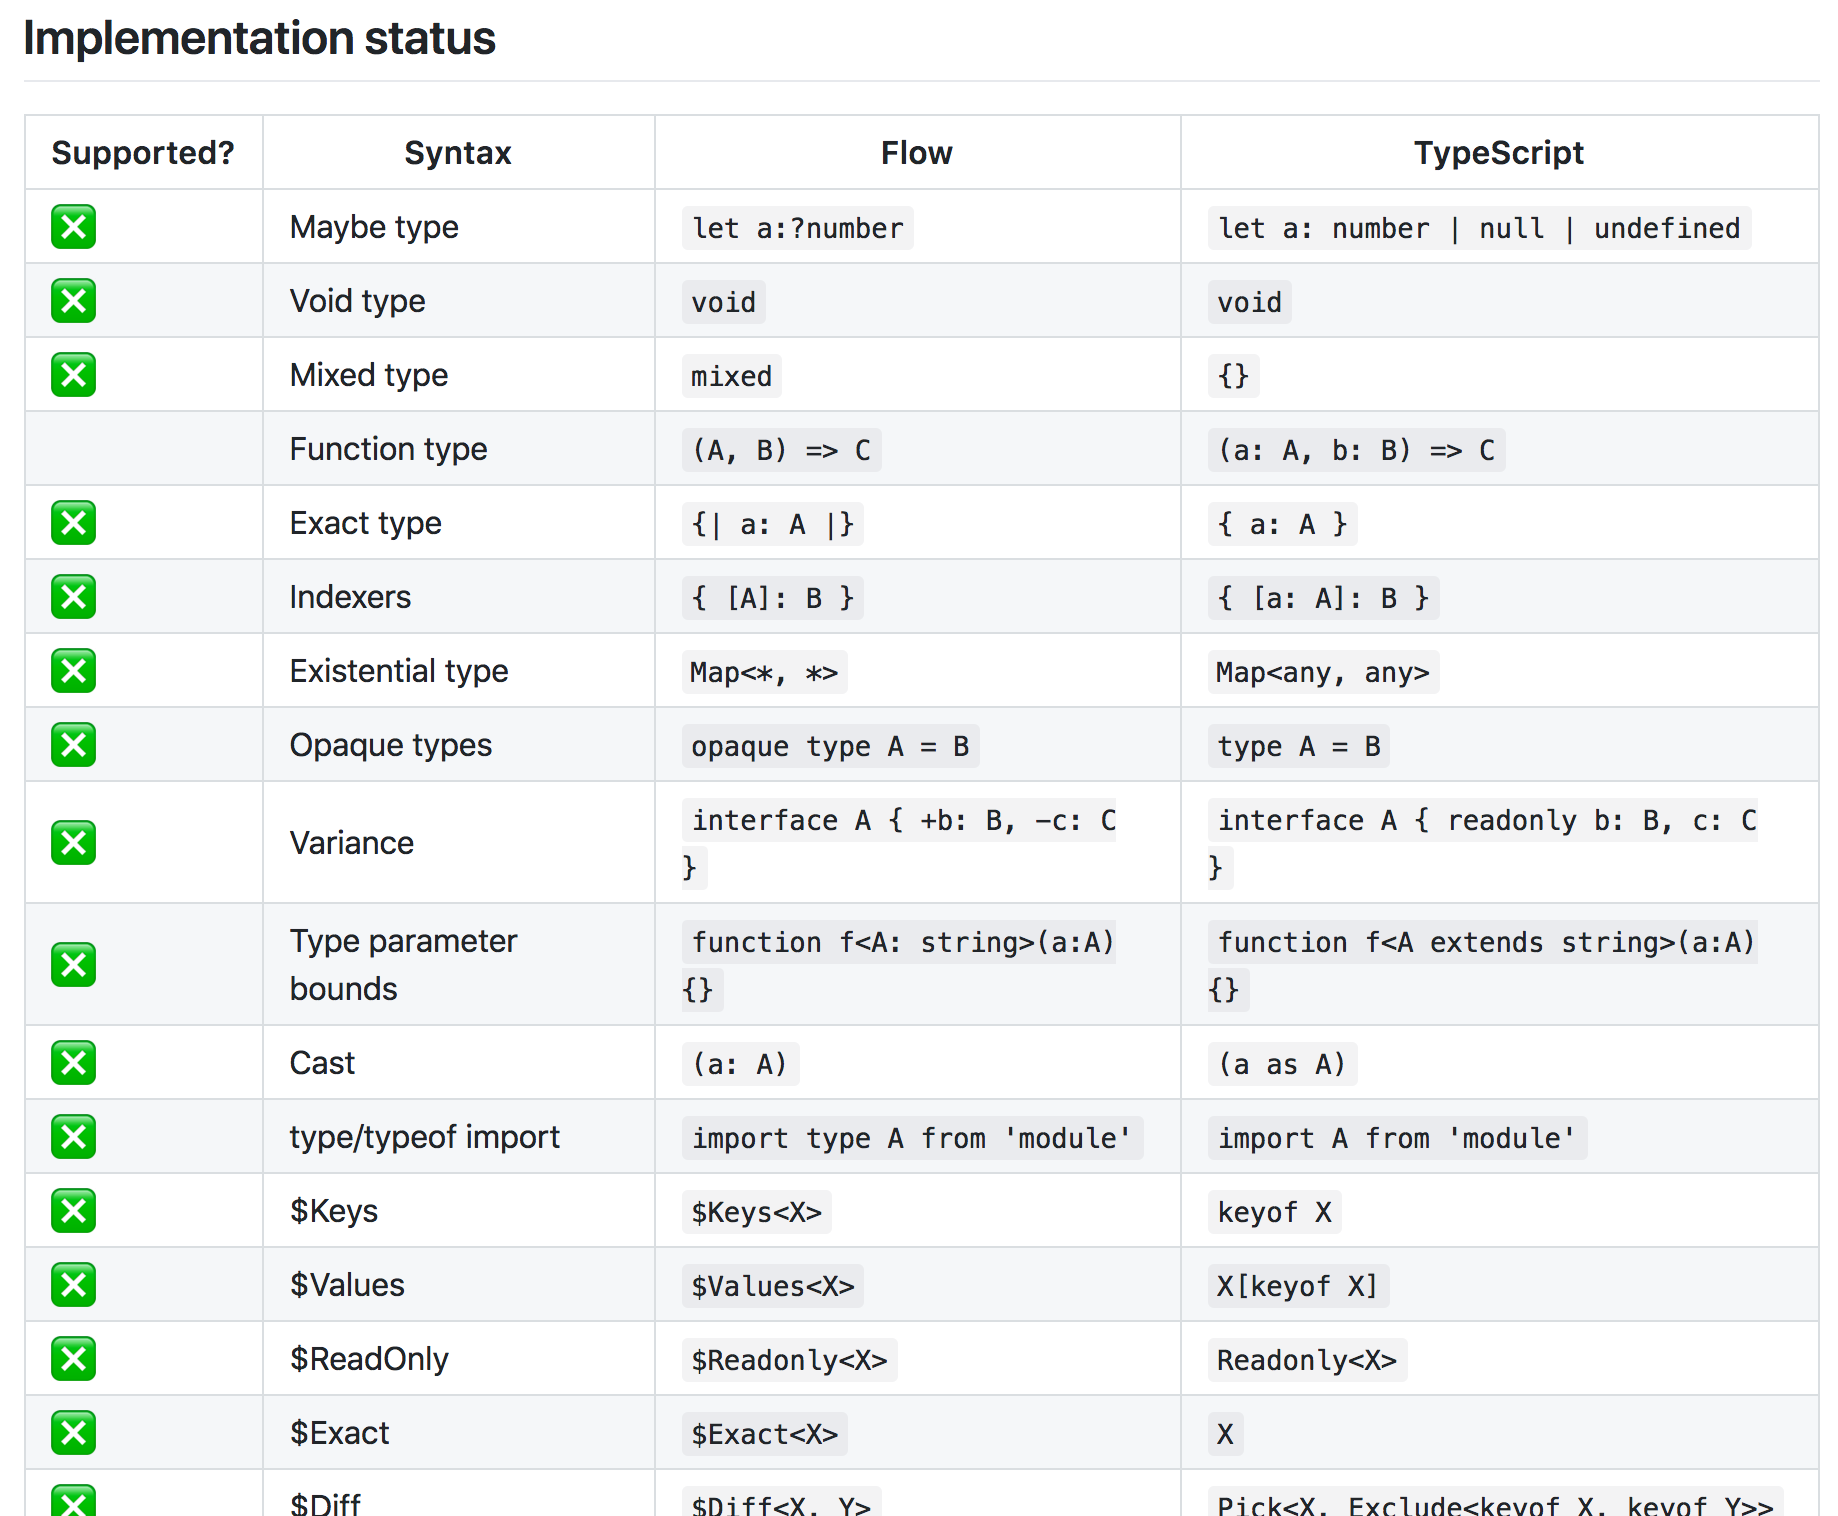 Implementation status
Supported? Syntax Flow TypeScript
❎ Maybe type let a:?number let a: number | null | undefined
❎ Void type void void
❎ Mixed type mixed {}
Function type (A, B) => C (a: A, b: B) => C
❎ Exact type {| a: A |} { a: A }
❎ Indexers { [A]: B } { [a: A]: B }
❎ Existential type Map<*, *> Map<any, any>
❎ Opaque types opaque type A = B type A = B
❎ Variance interface A { +b: B, -c: C } interface A { readonly b: B, c: C }
❎ Type parameter bounds function f<A: string>(a:A) {} function f<A extends string>(a:A) {}
❎ Cast (a: A) (a as A)
❎ type/typeof import import type A from 'module' import A from 'module'
❎ $Keys $Keys<X> keyof X
❎ $Values $Values<X> X[keyof X]
❎ $ReadOnly $Readonly<X> Readonly<X>
❎ $Exact $Exact<X> X
❎ $Diff $Diff<X, Y> Pick<X, Exclude<keyof X, keyof Y>>